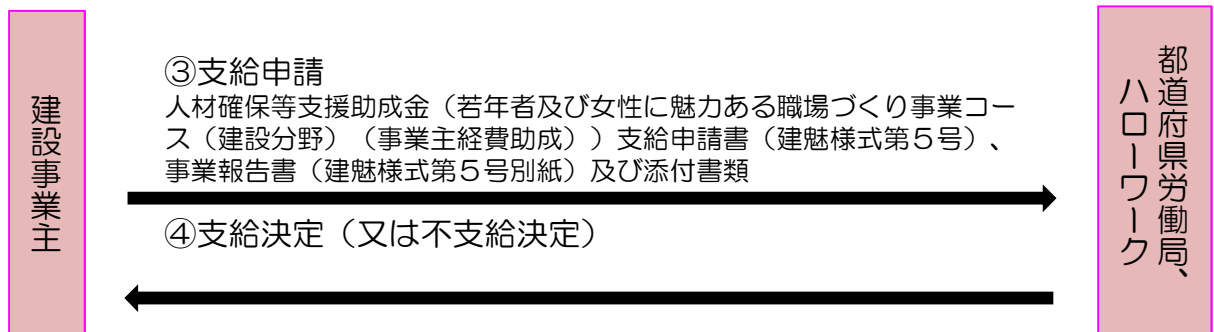 建設事業主
③支給申請
人材確保等支援助成金（若年者及び女性に魅力ある職場づくり事業コー
ス（建設分野）（事業主経費助成））支給申請書（建魅様式第５号）、
事業報告書（建魅様式第５号別紙）及び添付書類
④支給決定（又は不支給決定）
都道府県労働局、
ハローワーク